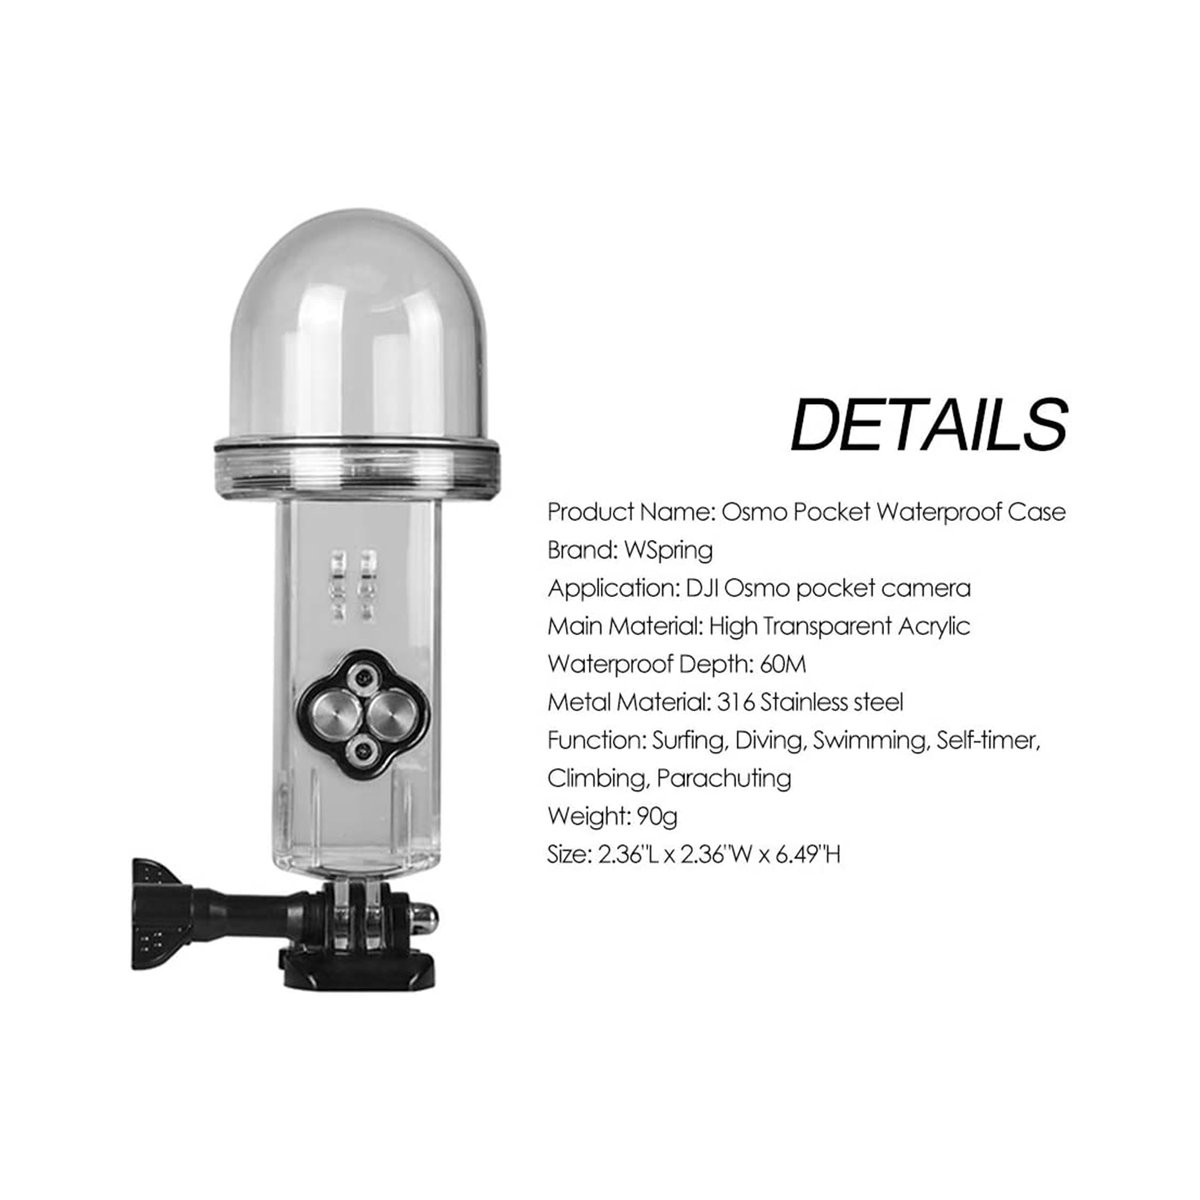 DETAILS
Product Name: Osmo Pocket Waterproof Case
Brand: WSpring
Application: DJI Osmo pocket camera
Main Material: High Transparent Acrylic
Waterproof Depth: 60M
Metal Material: 316 Stainless steel
Function: Surfing, Diving, Swimming, Self-timer,
Climbing, Parachuting
Weight: 90g
Size: 2.36"L x 2.36"W x 6.49"H